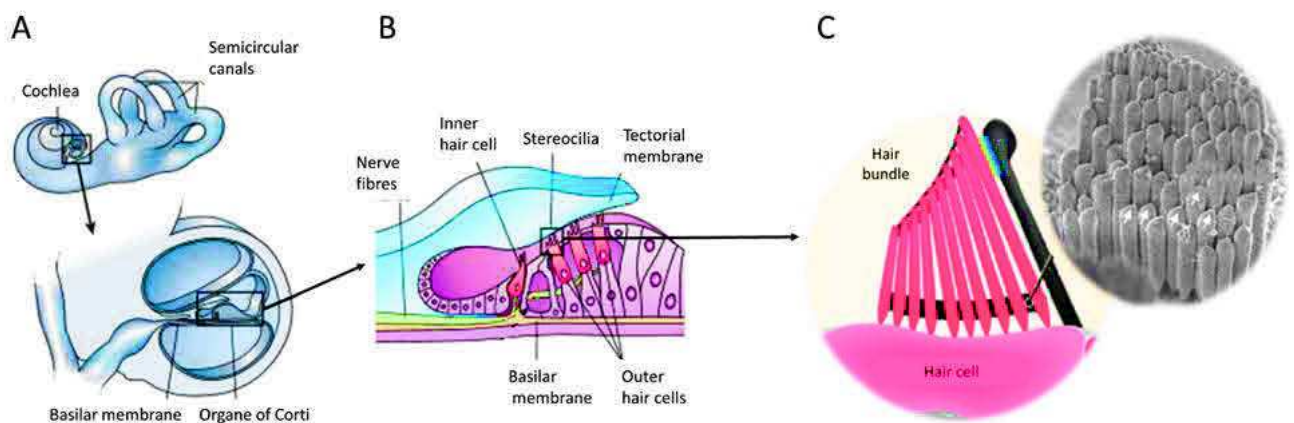 A
Semicircular
canals
Cochlea
Basilar membrane
Organe of Corti
B
Inner
hair cell
Stereocilia
Tectorial
membrane
Nerve
fibres
Basilar
membrane
Outer
hair cells
C
Hair
bundle
Hair cell